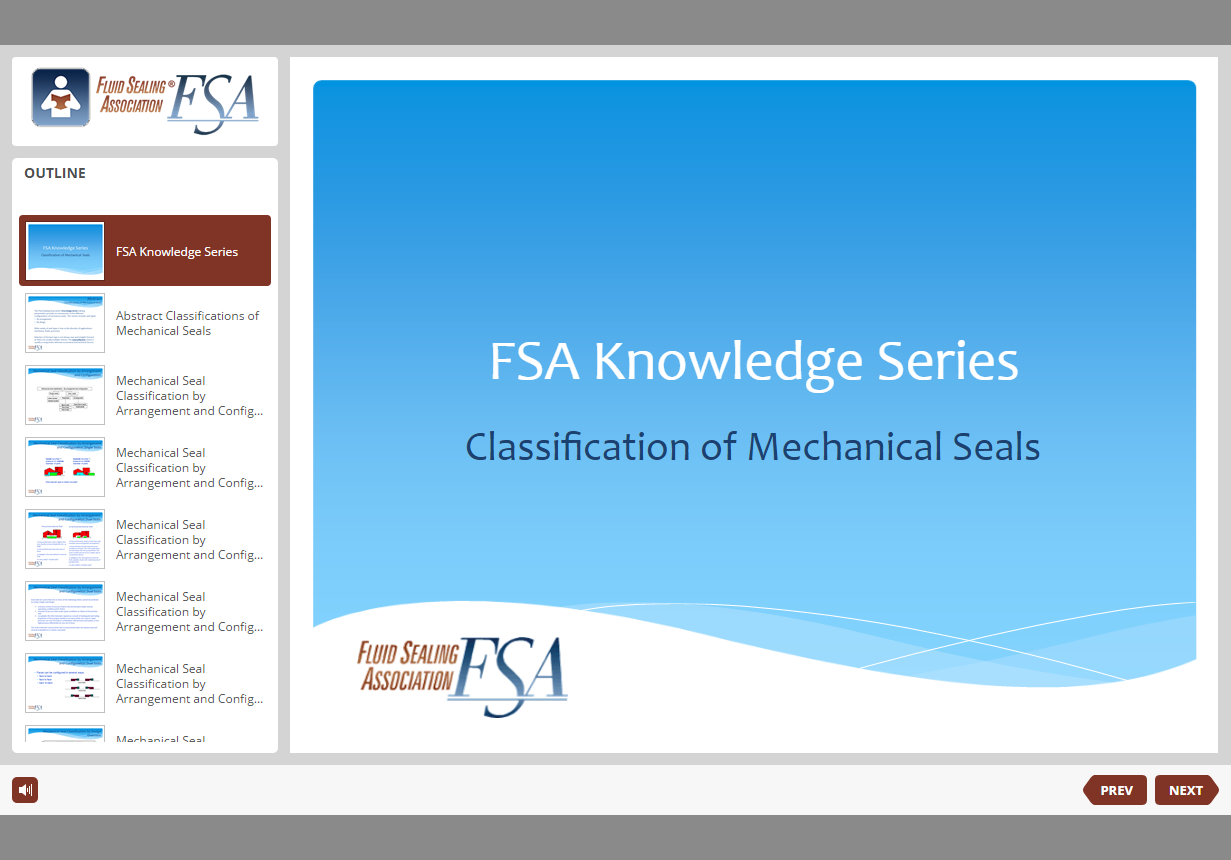 FLUID SEALING®
ASSOCIATION
FSA
OUTLINE
FSA Knowledge Series
Abstract Classifications of
Mechanical Seals
Mechanical Seal
Classification by
Arrangement and Config...
Mechanical Seal
Classification by
Arrangement and Config...
Mechanical Seal
Classification by
Arrangement and Config...
Mechanical Seal
Classification by
Arrangement and Config...
Mechanical Seal
Classification by
Arrangement and Config...
Mechanical Seal
FSA Knowledge Series
Classification of Mechanical Seals
FLUID SEALING
ASSOCIATION
FSA
PREV
NEXT